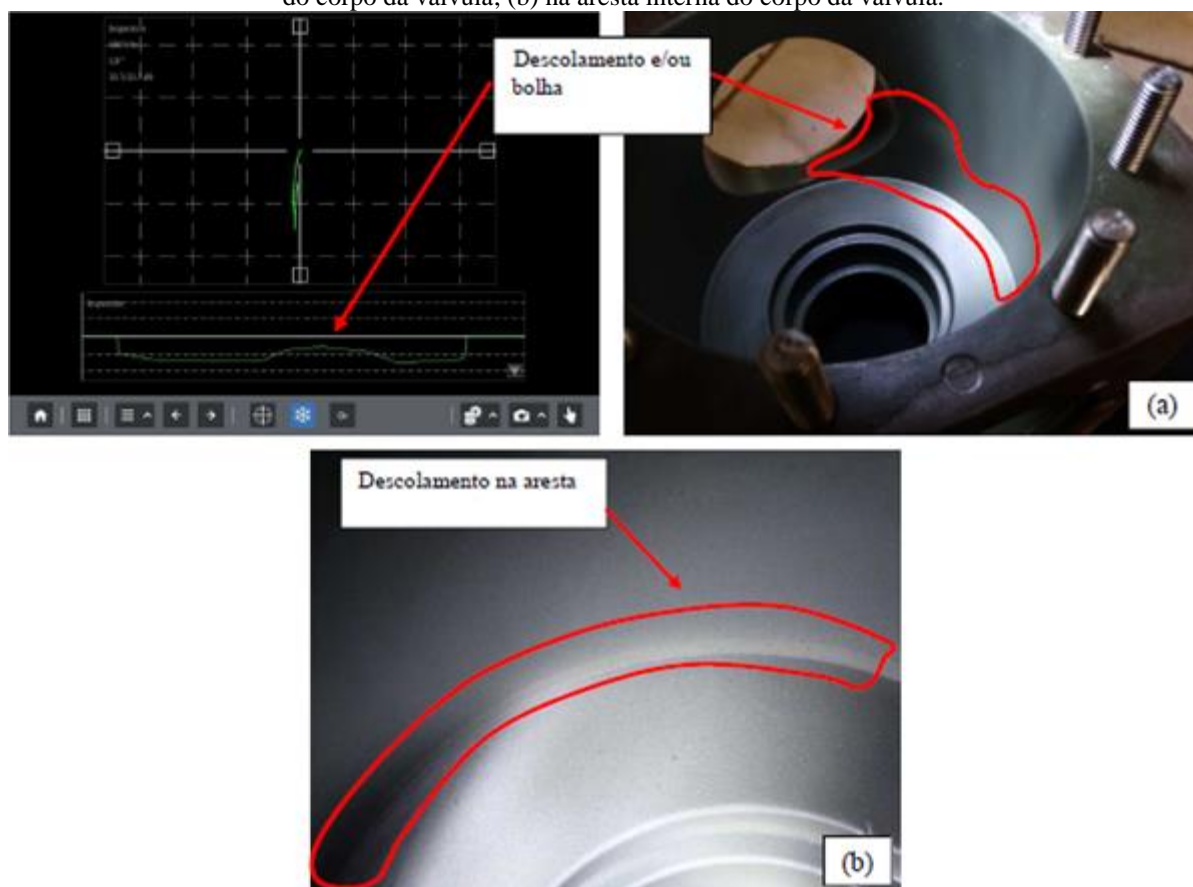 do corpo da válvula; (b) na aresta interna do corpo da válvula.
Descolamento e/ou
bolha
(a)
Descolamento na aresta
(b)